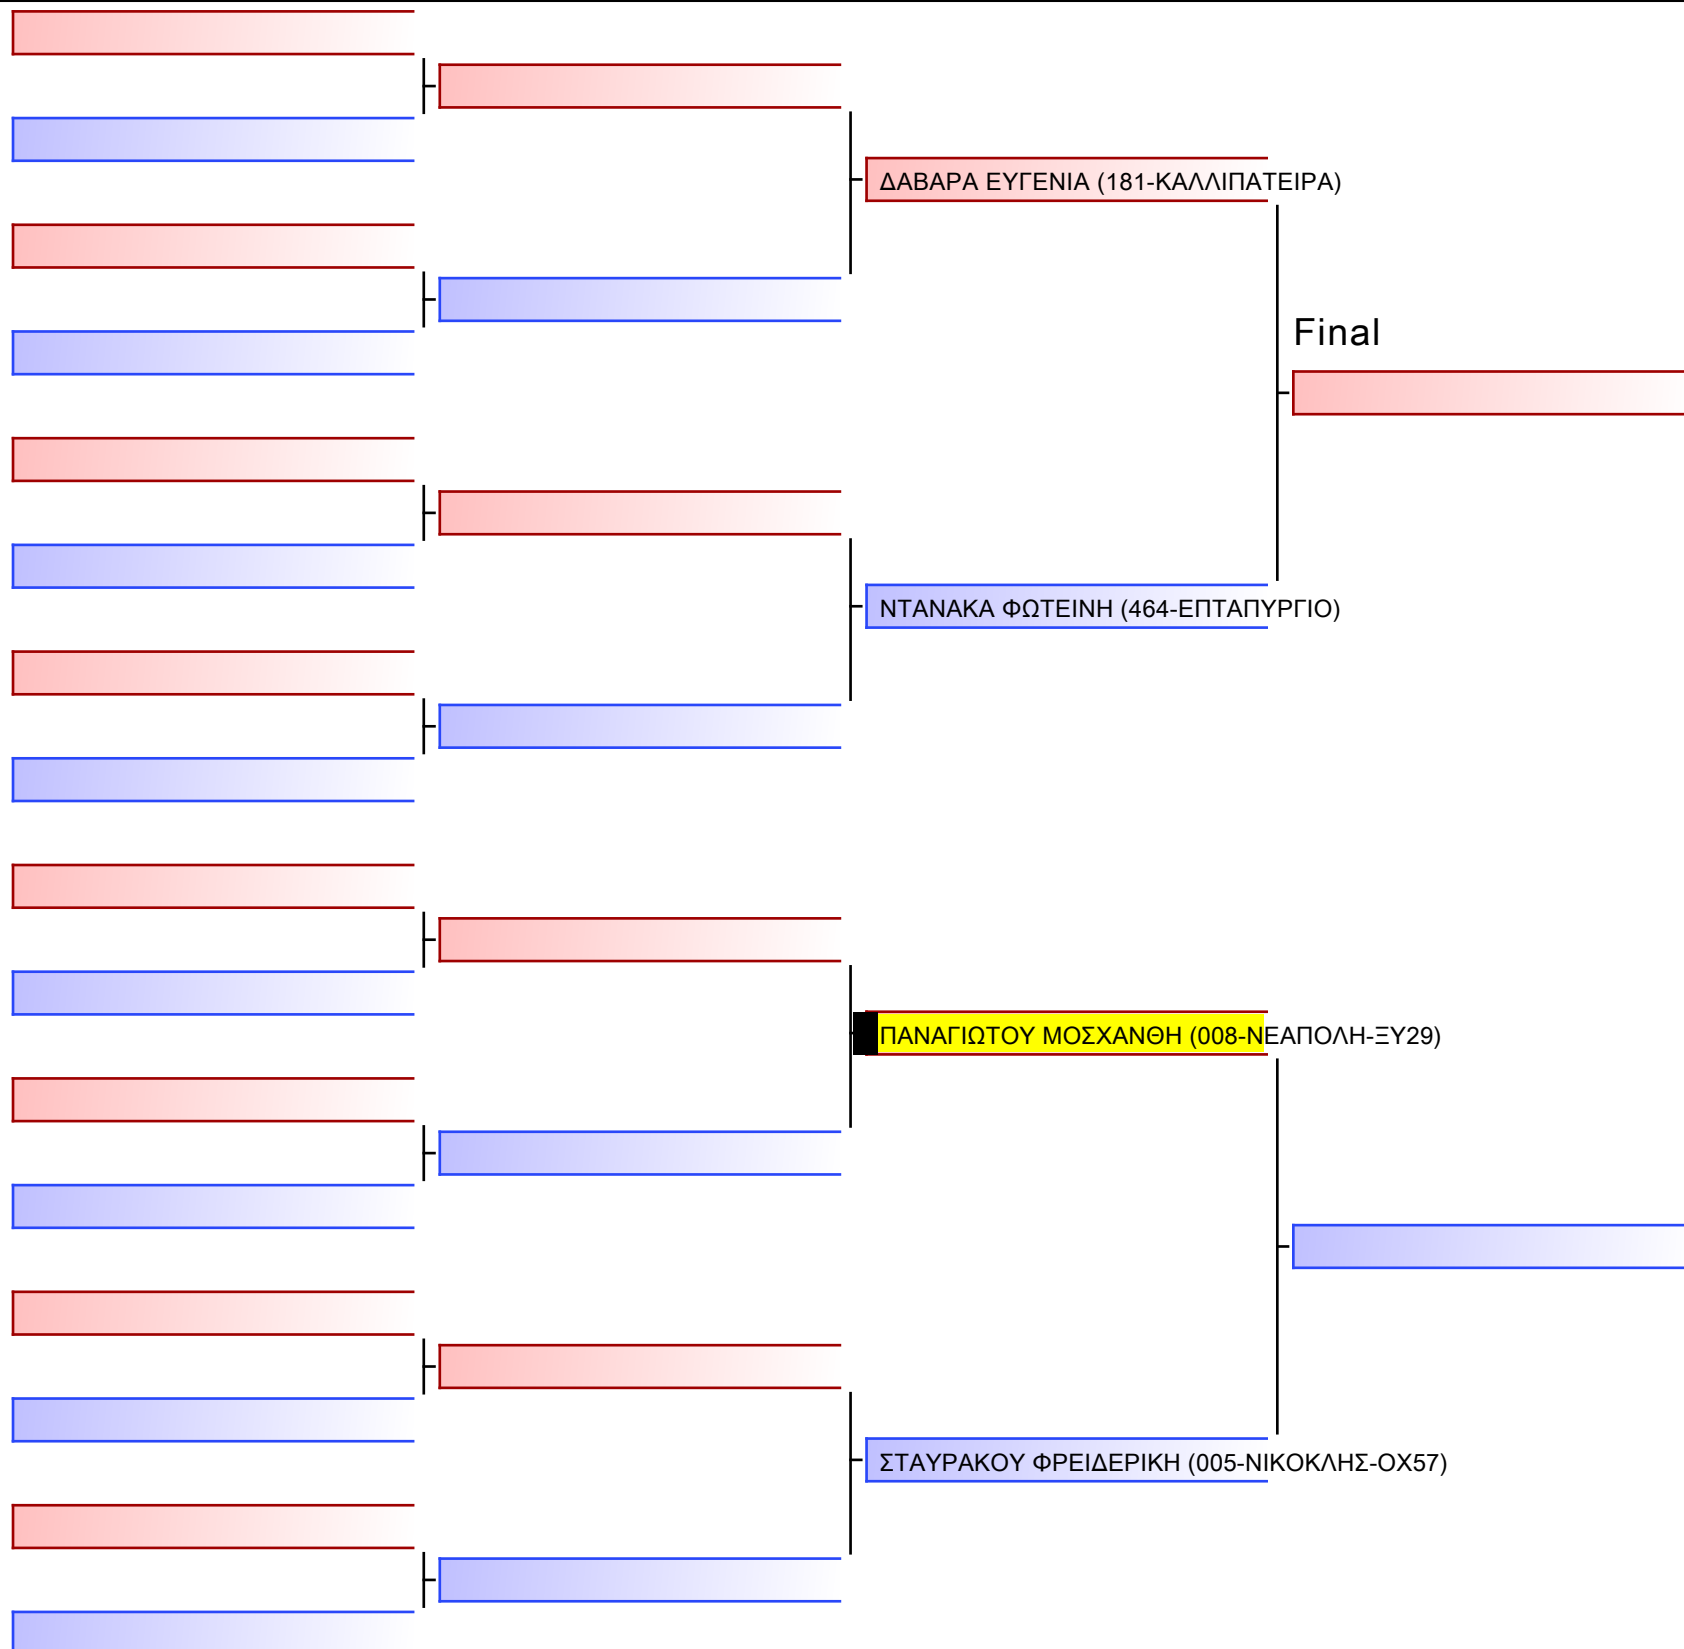 ΔΑΒΑΡΑ ΕΥΓΕΝΙΑ (181-ΚΑΛΛΙΠΑΤΕΙΡΑ)
Final
ΝΤΑΝΑΚΑ ΦΩΤΕΙΝΗ (464-ΕΠΤΑΠΥΡΓΙΟ)
ΠΑΝΑΓΙΩΤΟΥ ΜΟΣΧΑΝΘΗ (008-ΝΕΑΠΟΛΗ-ΞΥ29)
ΣΤΑΥΡΑΚΟΥ ΦΡΕΙΔΕΡΙΚΗ (005-ΝΙΚΟΚΛΗΣ-ΟΧ57)